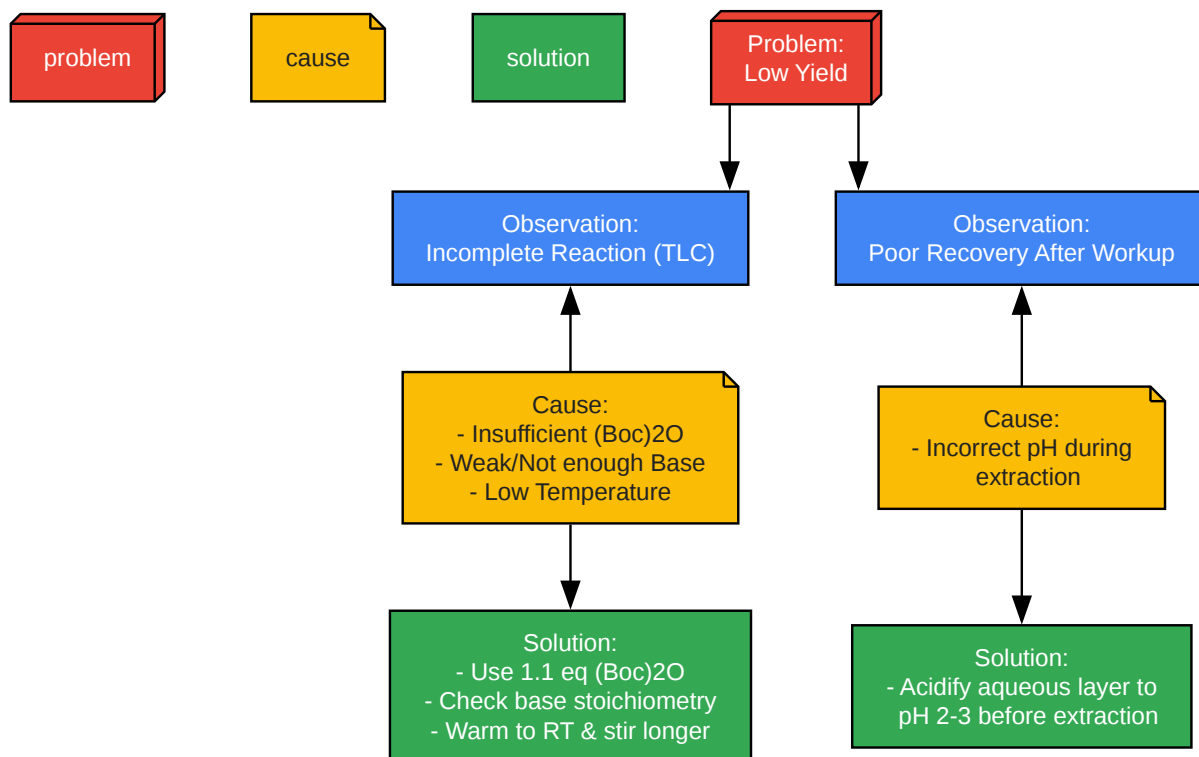 problem
cause
solution
Problem:
Low Yield
Observation:
Incomplete Reaction (TLC)
Observation:
Poor Recovery After Workup
Cause:
- Insufficient (Boc)2O
- Weak/Not enough Base
- Low Temperature
Cause:
- Incorrect pH during
extraction
Solution:
- Use 1.1 eq (Boc)2O
- Check base stoichiometry
- Warm to RT & stir longer
Solution:
- Acidify aqueous layer to
pH 2-3 before extraction